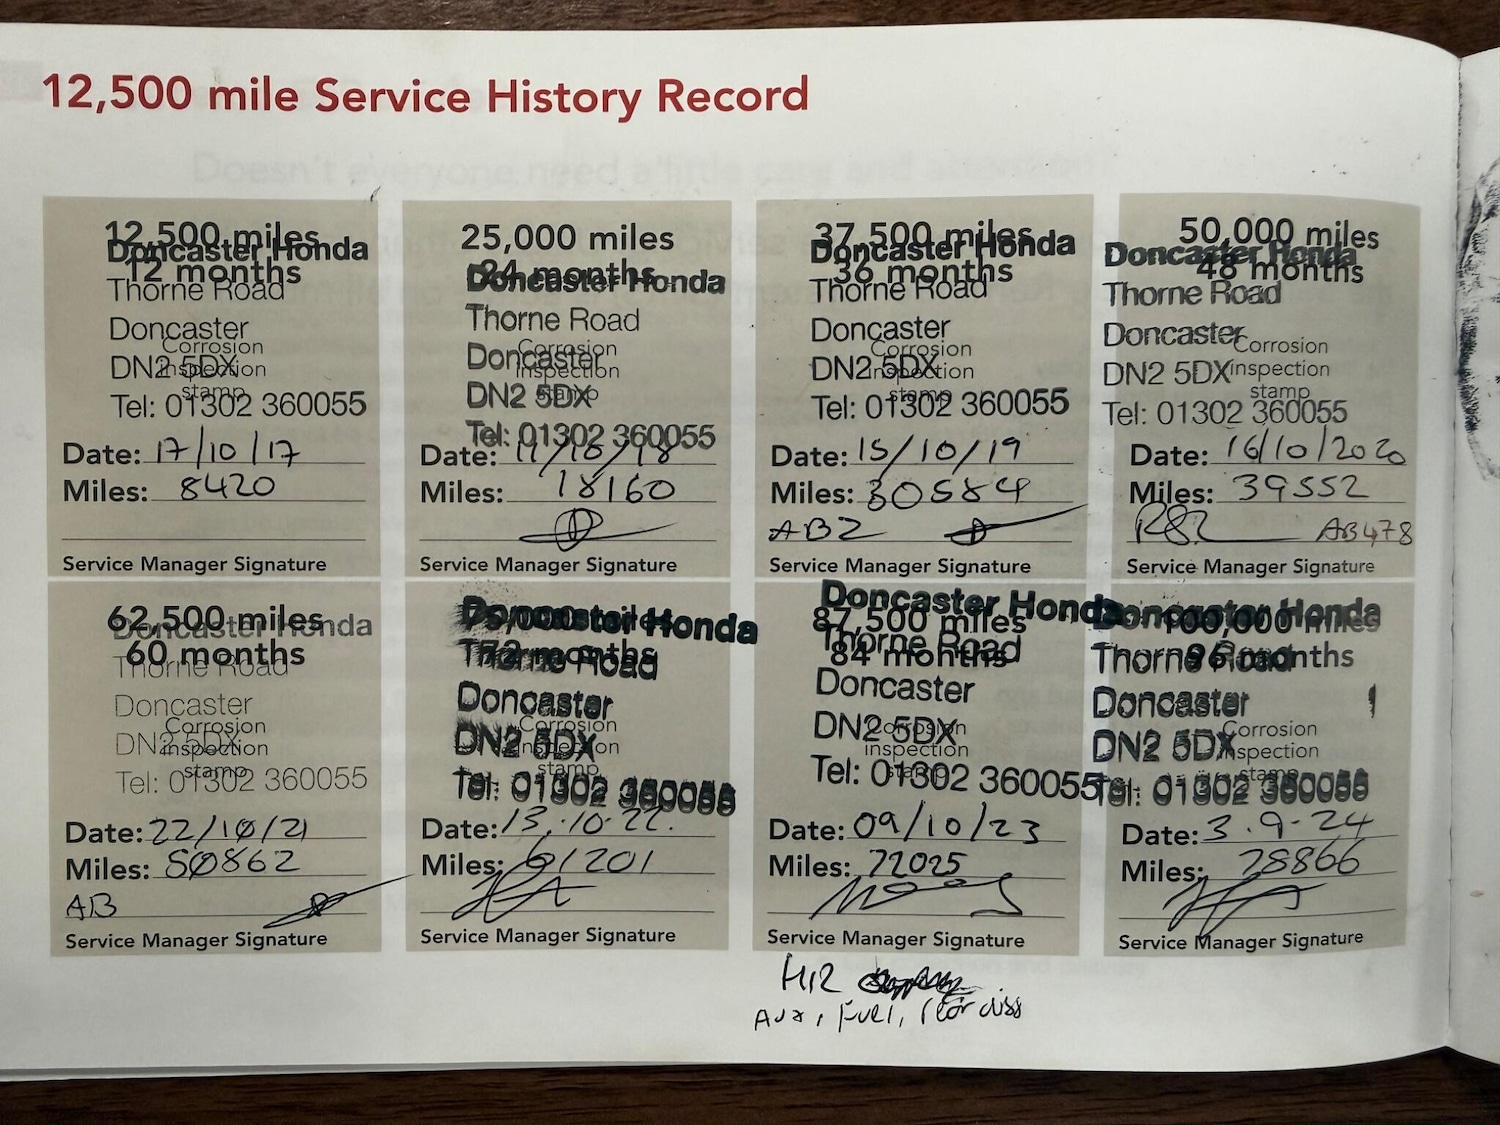 12,500 mile Service History Record
12,500 miles
12 months
Doncaster Honda
Thorne Road
Doncaster
DN2 5DX
Tel: 01302 360055
Corrosion
inspection
stamp
Date: 17/10/17
Miles: 8420
Service Manager Signature
25,000 miles
24 months
Doncaster Honda
Thorne Road
Doncaster
DN2 5DX
Tel: 01302 360055
Corrosion
inspection
stamp
Date:
Miles: 18160
Service Manager Signature
37,500 miles
36 months
Doncaster Honda
Thorne Road
Doncaster
DN2 5DX
Tel: 01302 360055
Corrosion
inspection
stamp
Date: 15/10/19
Miles: 30584
Service Manager Signature
50,000 miles
48 months
Doncaster Honda
Thorne Road
Doncaster
DN2 5DX
Tel: 01302 360055
Corrosion
inspection
stamp
Date: 16/10/2020
Miles: 39552
AB478
Service Manager Signature
62,500 miles
60 months
Doncaster Honda
Thorne Road
Doncaster
DN2 5DX
Tel: 01302 360055
Corrosion
inspection
stamp
Date: 22/10/21
Miles: 50862
AB
Service Manager Signature
75,000 miles
72 months
Doncaster Honda
Thorne Road
Doncaster
DN2 5DX
Tel: 01302 360055
Corrosion
inspection
stamp
Date: 13.10.22.
Miles: 61201
Service Manager Signature
87,500 miles
84 months
Doncaster Honda
Thorne Road
Doncaster
DN2 5DX
Tel: 01302 360055
Corrosion
inspection
stamp
Date: 09/10/23
Miles: 72025
Service Manager Signature
100,000 miles
96 months
Doncaster Honda
Thorne Road
Doncaster
DN2 5DX
Tel: 01302 360055
Corrosion
inspection
stamp
Date: 3.9.24
Miles: 78866
Service Manager Signature
Aux, Fuel,